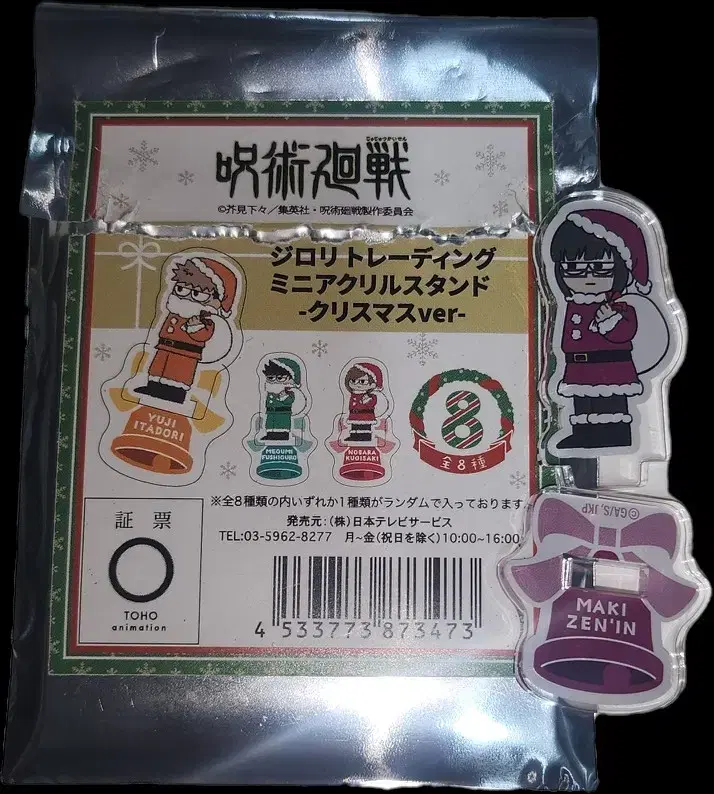 じゅじゅつかいせん
呪術廻戦
©芥見下々／集英社・呪術廻戦製作委員会
ジロリトレーディング
ミニアクリルスタンド
-クリスマスver-
YUJI
ITADORI
MEGUMI
FUSHIGURO
NOBARA
KUGISAKI
8
全8種
※全8種類の内いずれか1種類がランダムで入っております。
発売元:(株)日本テレビサービス
TEL:03-5962-8277 月~金(祝日を除く)10:00~16:00
証票
TOHO
animation
4 533773 873473
©GA/S,JKP
MAKI
ZEN'IN